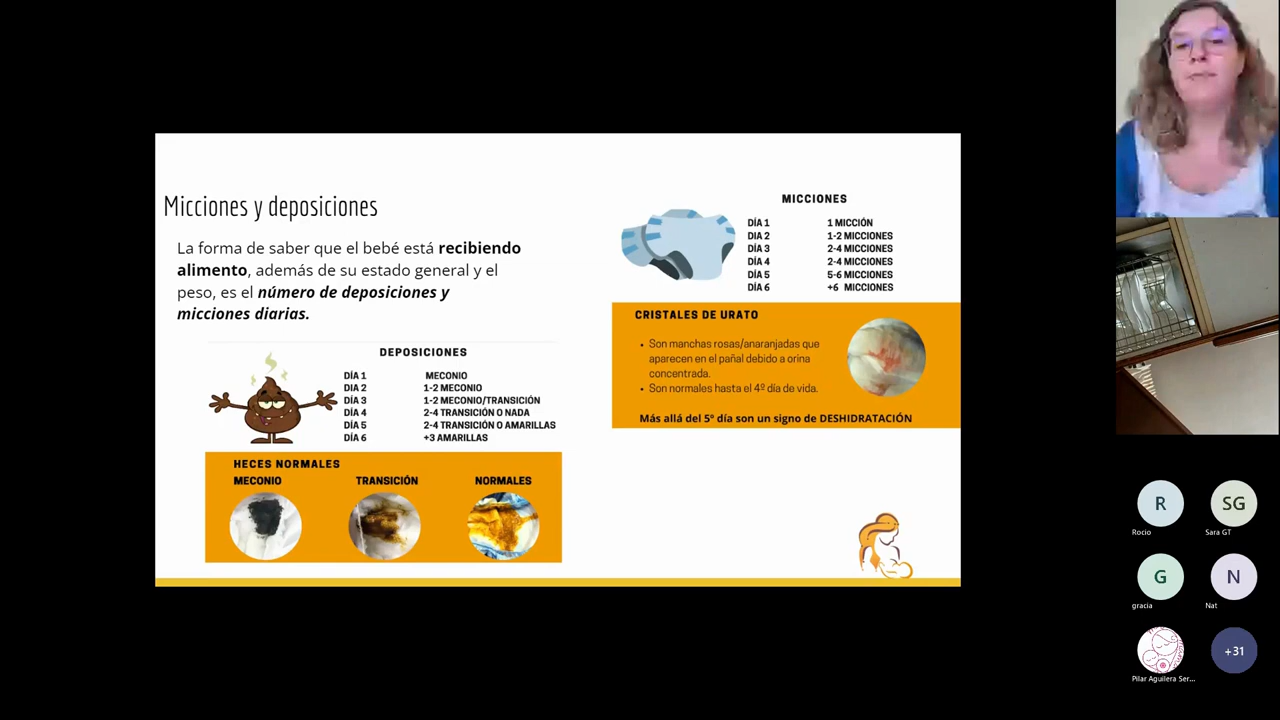 Micciones y deposiciones
La forma de saber que el bebé está recibiendo
alimento, además de su estado general y el
peso, es el número de deposiciones y
micciones diarias.
DEPOSICIONES
DÍA 1 MECONIO
DÍA 2 1-2 MECONIO
DÍA 3 1-2 MECONIO/TRANSICIÓN
DÍA 4 2-4 TRANSICIÓN O NADA
DÍA 5 2-4 TRANSICIÓN O AMARILLAS
DÍA 6 +3 AMARILLAS
HECES NORMALES
MECONIO TRANSICIÓN NORMALES
MICCIONES
DÍA 1 1 MICCIÓN
DÍA 2 1-2 MICCIONES
DÍA 3 2-4 MICCIONES
DÍA 4 2-4 MICCIONES
DÍA 5 5-6 MICCIONES
DÍA 6 +6 MICCIONES
CRISTALES DE URATO
• Son manchas rosas/anaranjadas que
aparecen en el pañal debido a orina
concentrada.
• Son normales hasta el 4º día de vida.
Más allá del 5º día son un signo de DESHIDRATACIÓN
R SG
Rocio Sara GT
G N
gracia Nat
+31
Pilar Aguilera Ser...